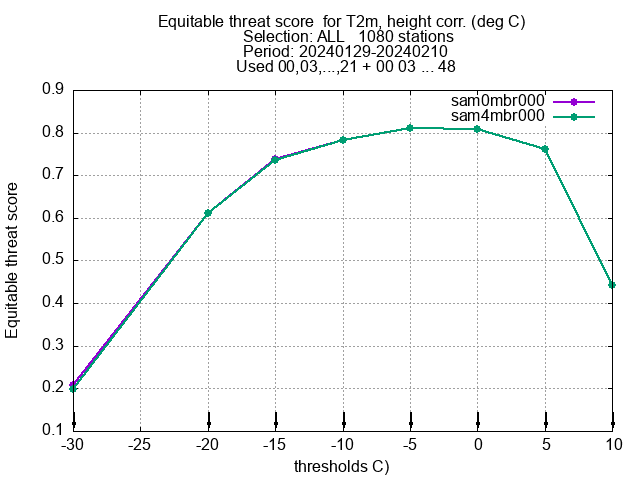 Equitable threat score  for T2m, height corr. (deg C)
Selection: ALL   1080 stations
Period: 20240129-20240210
Used 00,03,...,21 + 00 03 ... 48
sam0mbr000
sam4mbr000
Equitable threat score
0.9
0.8
0.7
0.6
0.5
0.4
0.3
0.2
0.1
-30 -25 -20 -15 -10 -5 0 5 10
thresholds C)